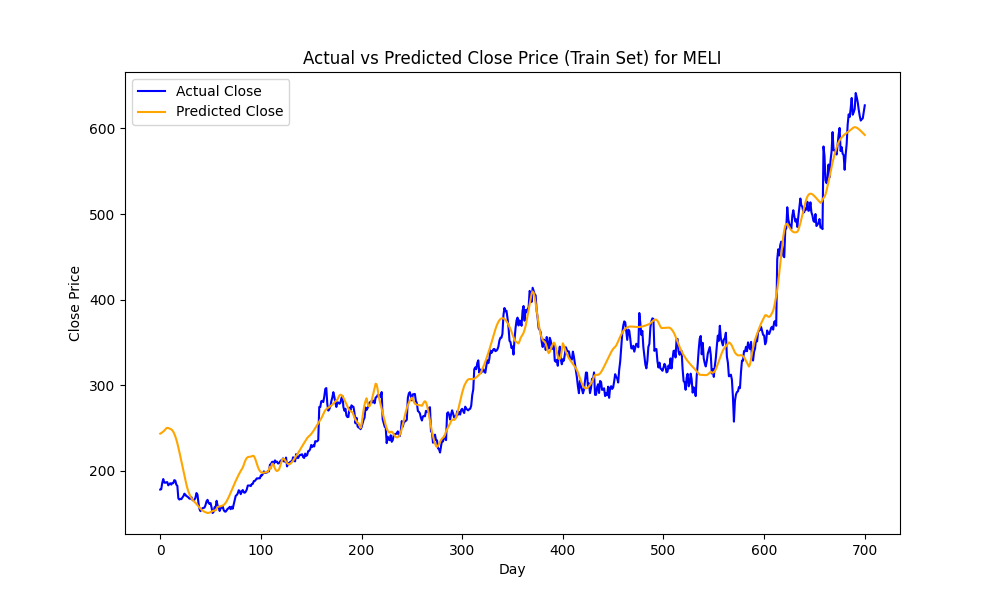 Actual vs Predicted Close Price (Train Set) for MELI
Actual Close
Predicted Close
Close Price
600
500
400
300
200
0 100 200 300 400 500 600 700
Day